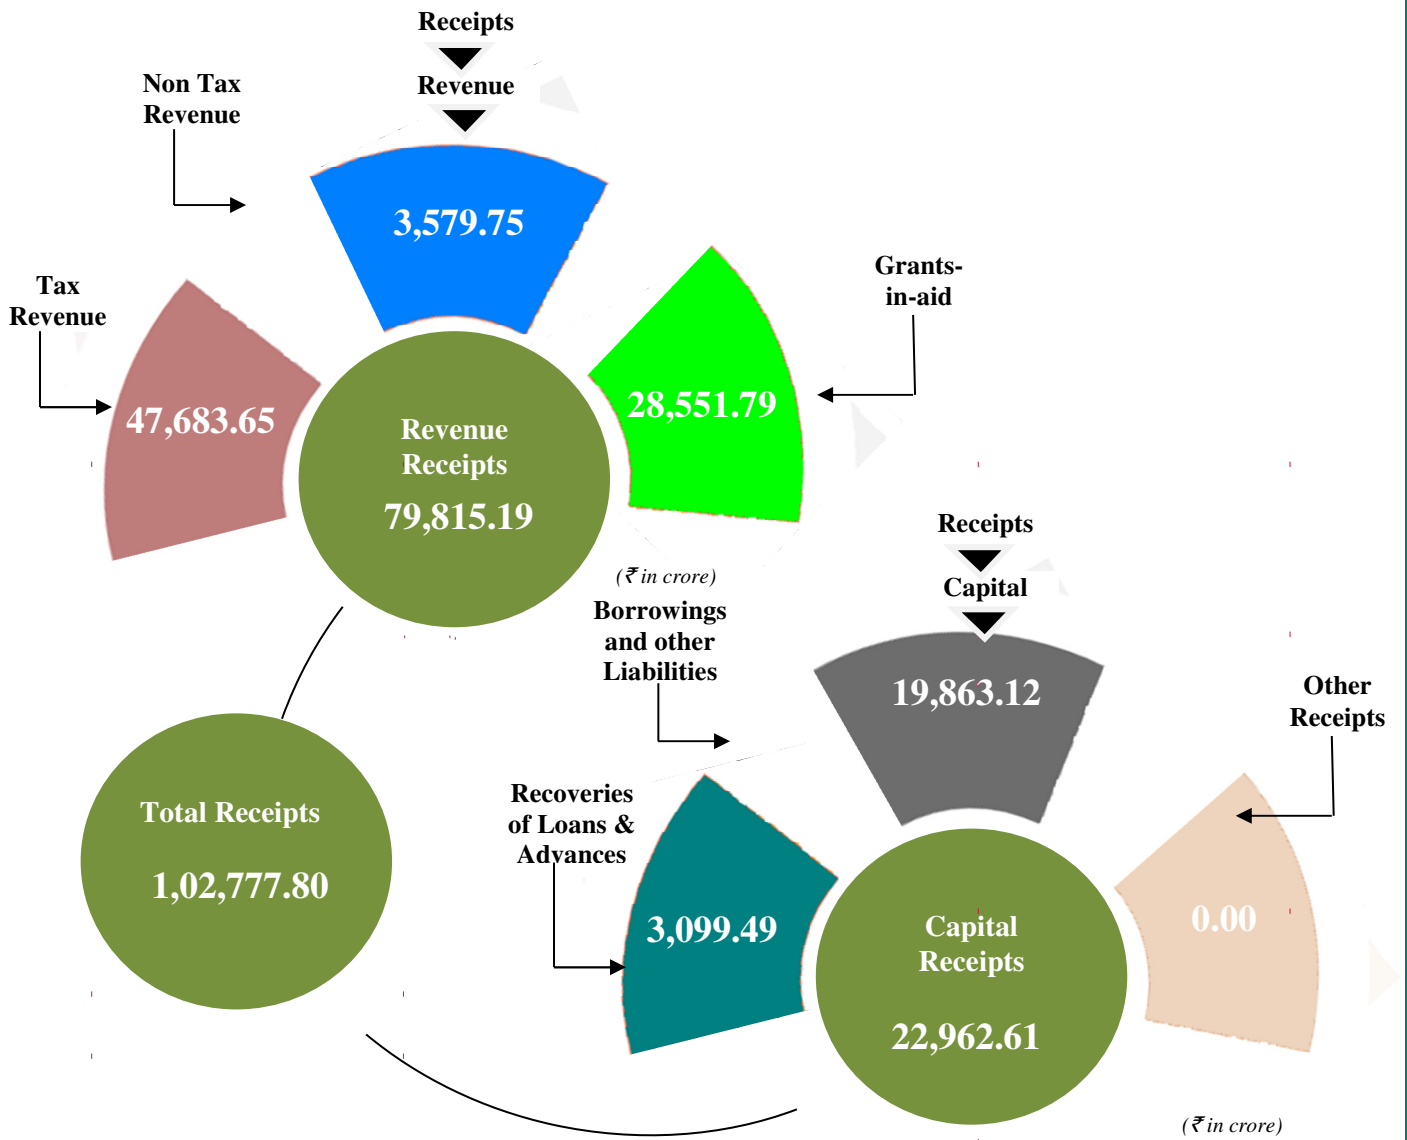 Receipts
Revenue
Non Tax
Revenue
3,579.75
Tax
Revenue
47,683.65
Grants-
in-aid
28,551.79
Revenue
Receipts
79,815.19
(₹ in crore)
Receipts
Capital
Borrowings
and other
Liabilities
19,863.12
Other
Receipts
Recoveries
of Loans &
Advances
3,099.49
0.00
Capital
Receipts
22,962.61
Total Receipts
1,02,777.80
(₹ in crore)